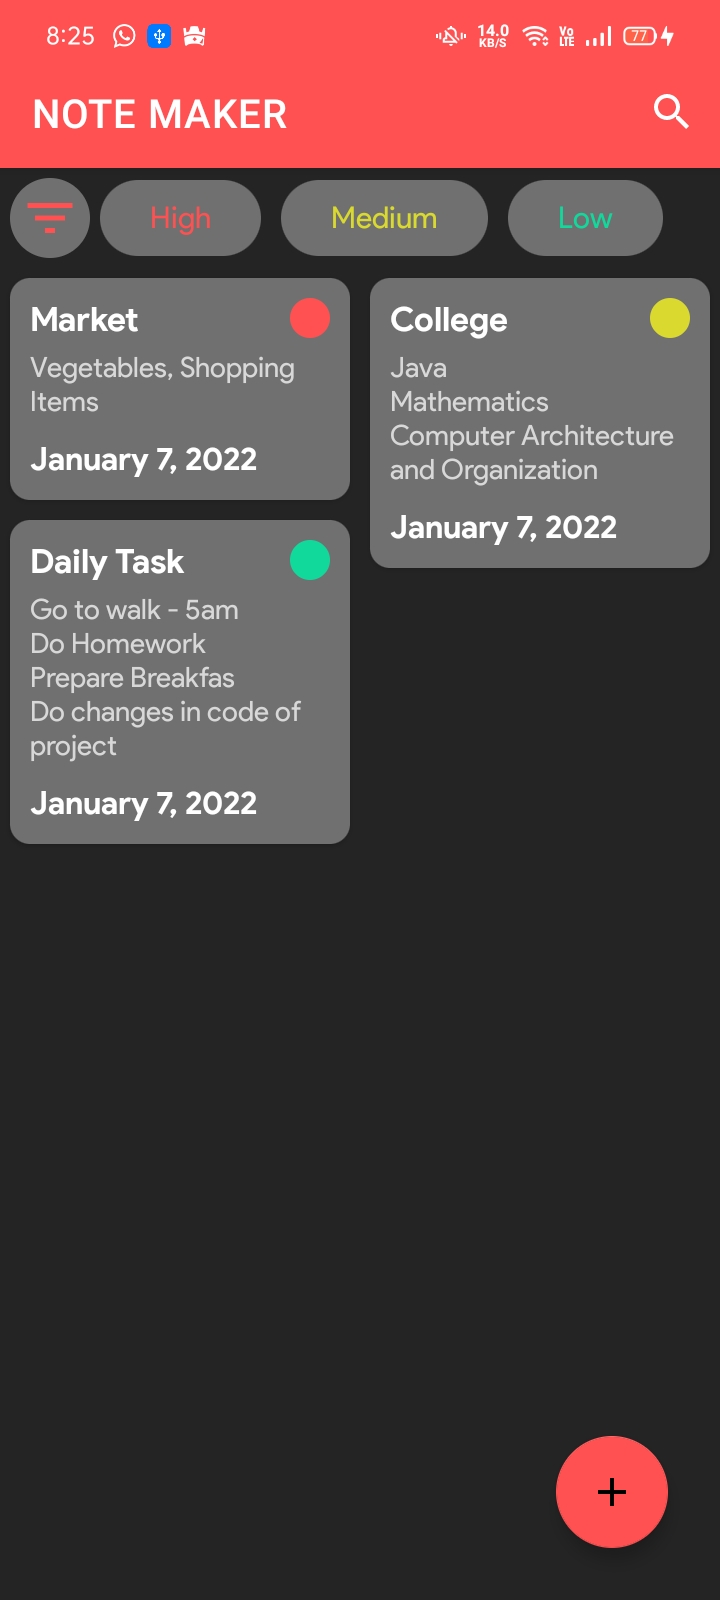 8:25 14.0 KB/S Vo LTE 77
NOTE MAKER
High Medium Low
Market
Vegetables, Shopping
Items
January 7, 2022
College
Java
Mathematics
Computer Architecture
and Organization
January 7, 2022
Daily Task
Go to walk - 5am
Do Homework
Prepare Breakfas
Do changes in code of
project
January 7, 2022